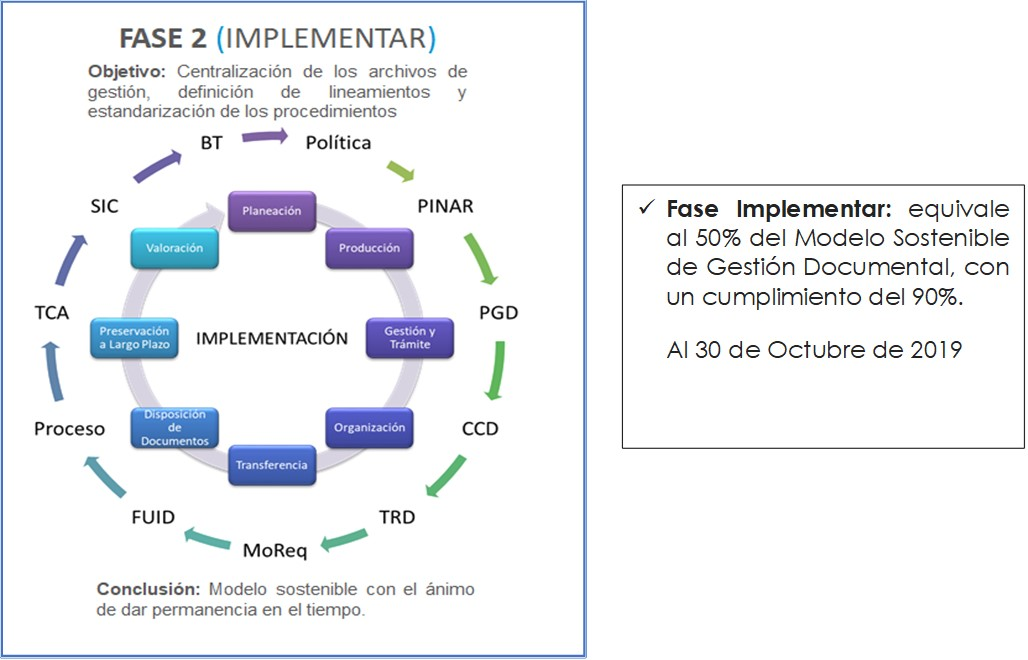 FASE 2 (IMPLEMENTAR)
Objetivo: Centralización de los archivos de
gestión, definición de lineamientos y
estandarización de los procedimientos
BT
Política
PINAR
PGD
CCD
TRD
MoReq
FUID
Proceso
TCA
SIC
Planeación
Producción
Gestión y
Trámite
Organización
Transferencia
Disposición
de
Documentos
Preservación
a Largo Plazo
Valoración
IMPLEMENTACIÓN
Conclusión: Modelo sostenible con el ánimo
de dar permanencia en el tiempo.
✓ Fase Implementar: equivale
al 50% del Modelo Sostenible
de Gestión Documental, con
un cumplimiento del 90%.
Al 30 de Octubre de 2019